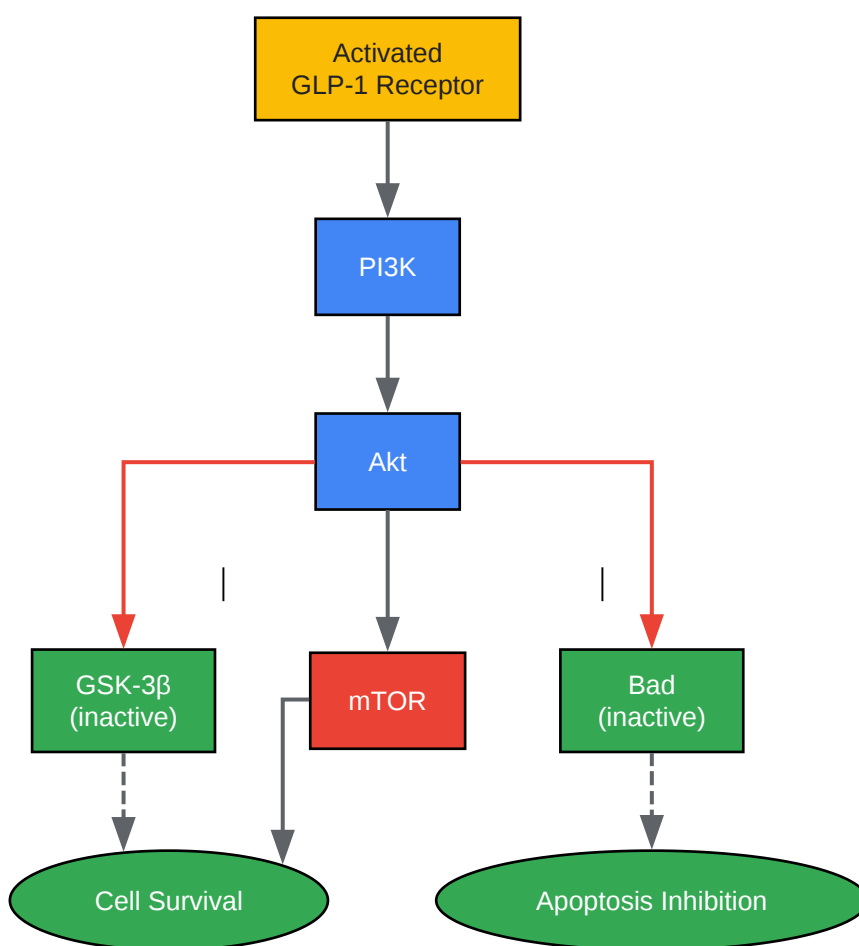 Activated
GLP-1 Receptor
PI3K
Akt
|
|
GSK-3β
(inactive)
mTOR
Bad
(inactive)
Cell Survival
Apoptosis Inhibition